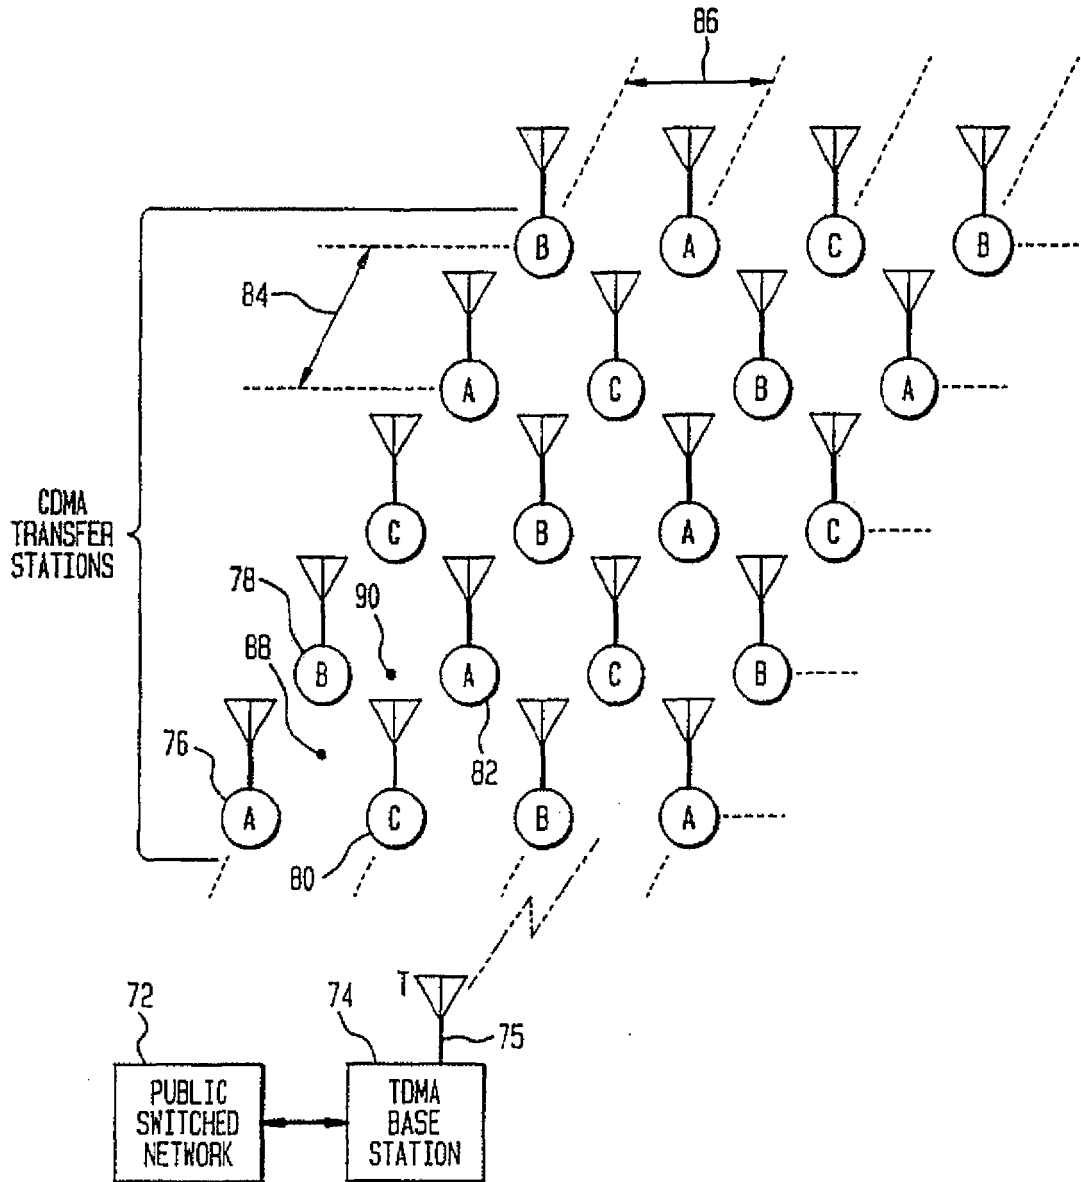 86
B A C B
84
A C B A
CDMA
TRANSFER
STATIONS
C B A C
78
90
88
B A C B
76
82
A C B A
80
T
72
74
75
PUBLIC
SWITCHED
NETWORK
TDMA
BASE
STATION